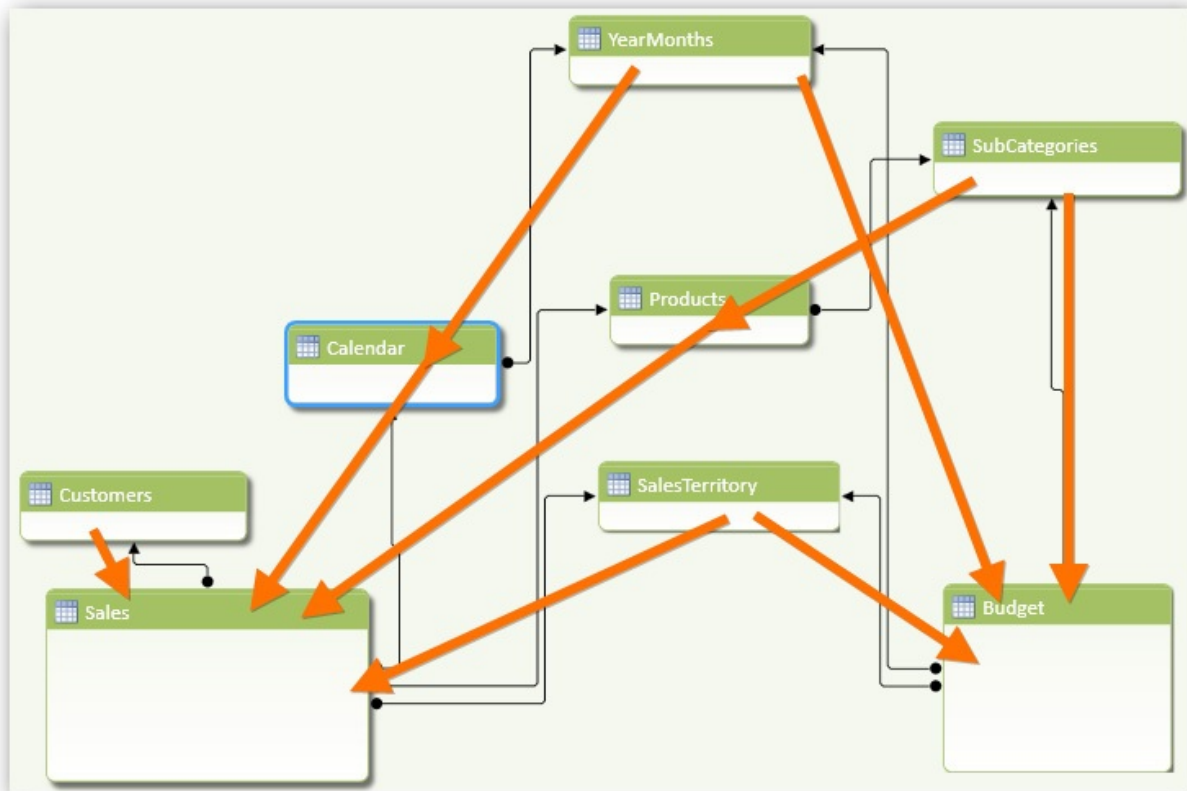 YearMonths
SubCategories
Products
Calendar
SalesTerritory
Customers
Sales
Budget